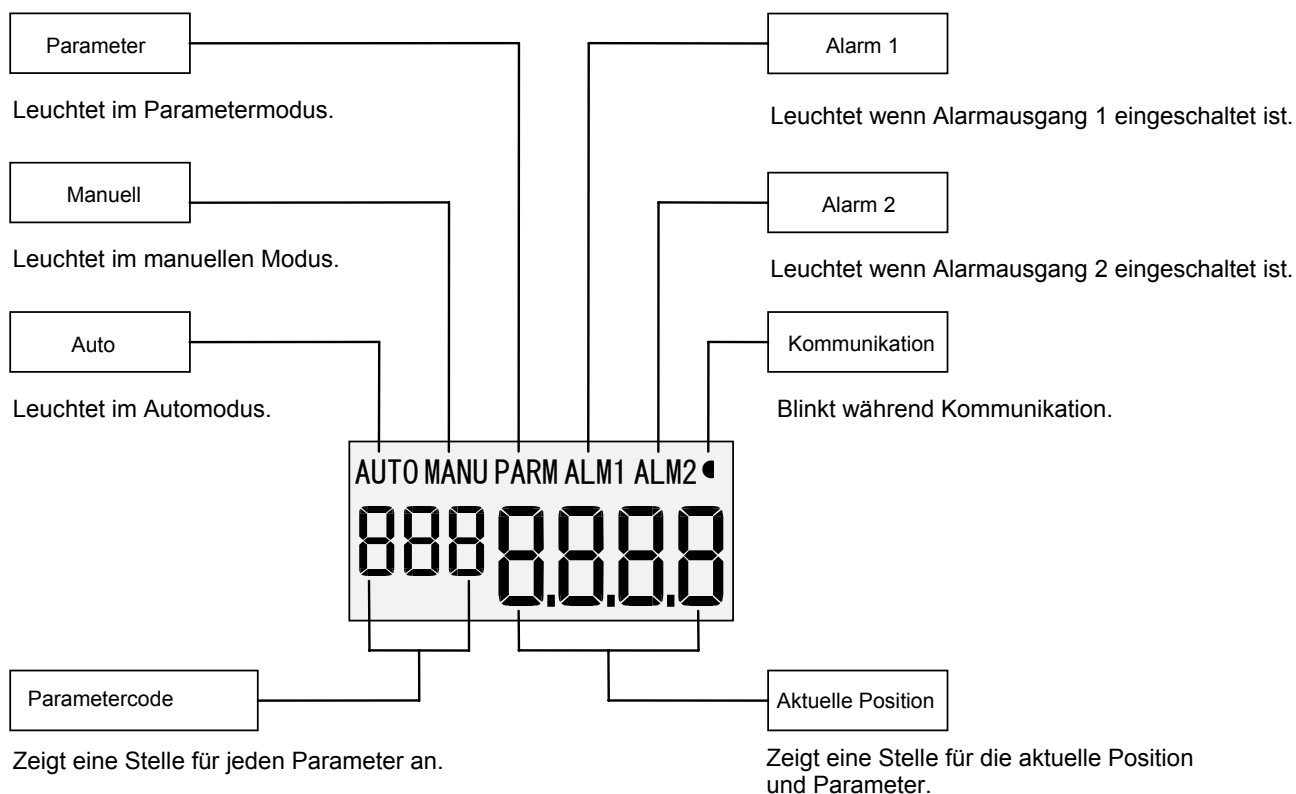 Parameter
Leuchtet im Parametermodus.
Manuell
Leuchtet im manuellen Modus.
Auto
Leuchtet im Automodus.
Alarm 1
Leuchtet wenn Alarmausgang 1 eingeschaltet ist.
Alarm 2
Leuchtet wenn Alarmausgang 2 eingeschaltet ist.
Kommunikation
Blinkt während Kommunikation.
AUTO MANU PARM ALM1 ALM2
888 8.8.8.8
Parametercode
Zeigt eine Stelle für jeden Parameter an.
Aktuelle Position
Zeigt eine Stelle für die aktuelle Position
und Parameter.